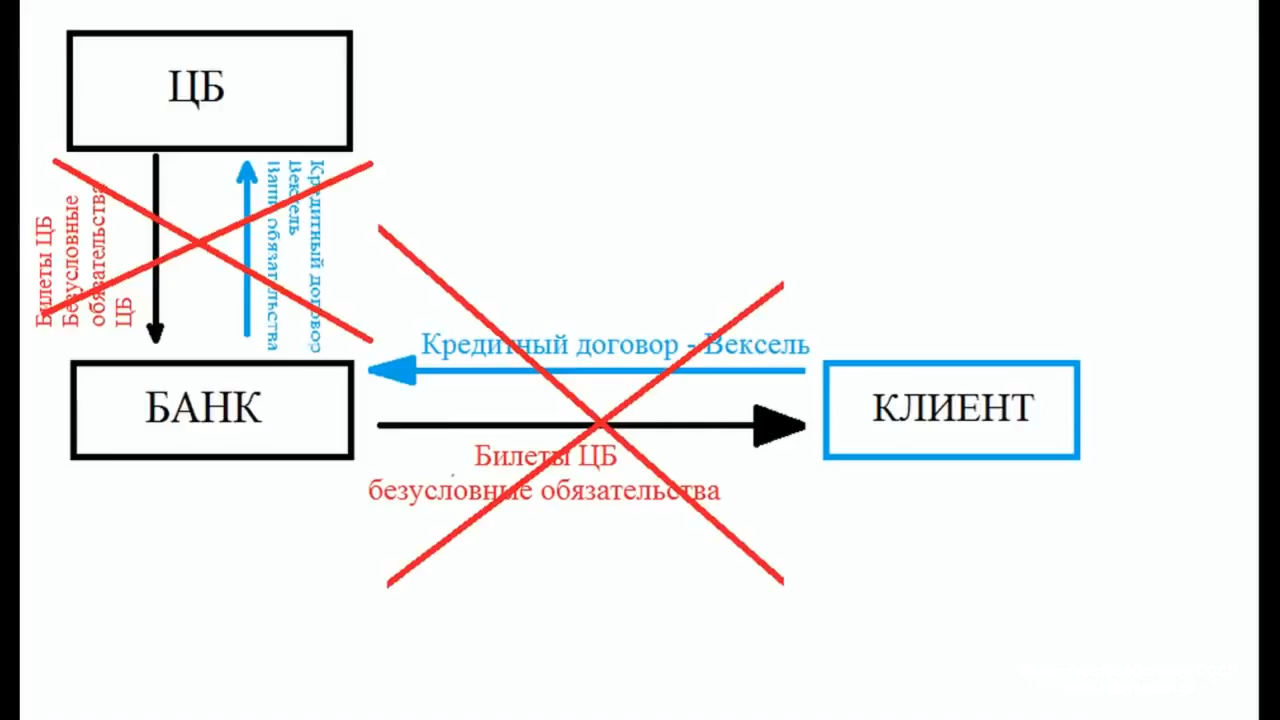 ЦБ
Билеты ЦБ
Безусловные
обязательства
ЦБ
Кредитный договор
Вексель
Ваши обязательства
Кредитный договор - Вексель
БАНК
КЛИЕНТ
Билеты ЦБ
безусловные обязательства